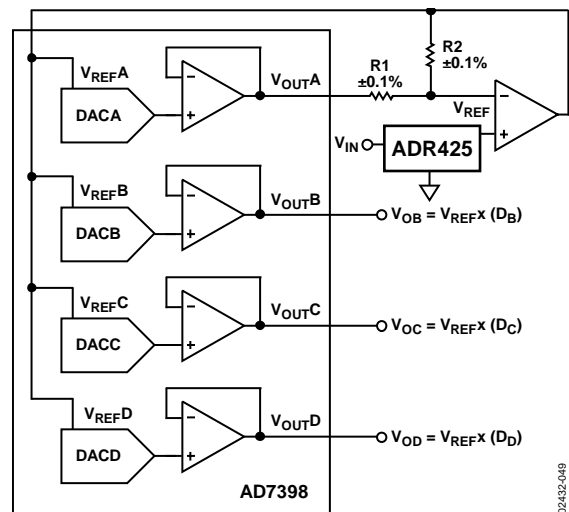 R2
±0.1%
R1
±0.1%
VREFA
VOUTA
DACA
VREF
VIN
ADR425
VREFB
VOUTB
DACB
VOB = VREF x (DB)
VREFC
VOUTC
DACC
VOC = VREF x (DC)
VREFD
VOUTD
DACD
VOD = VREF x (DD)
AD7398
02432-049